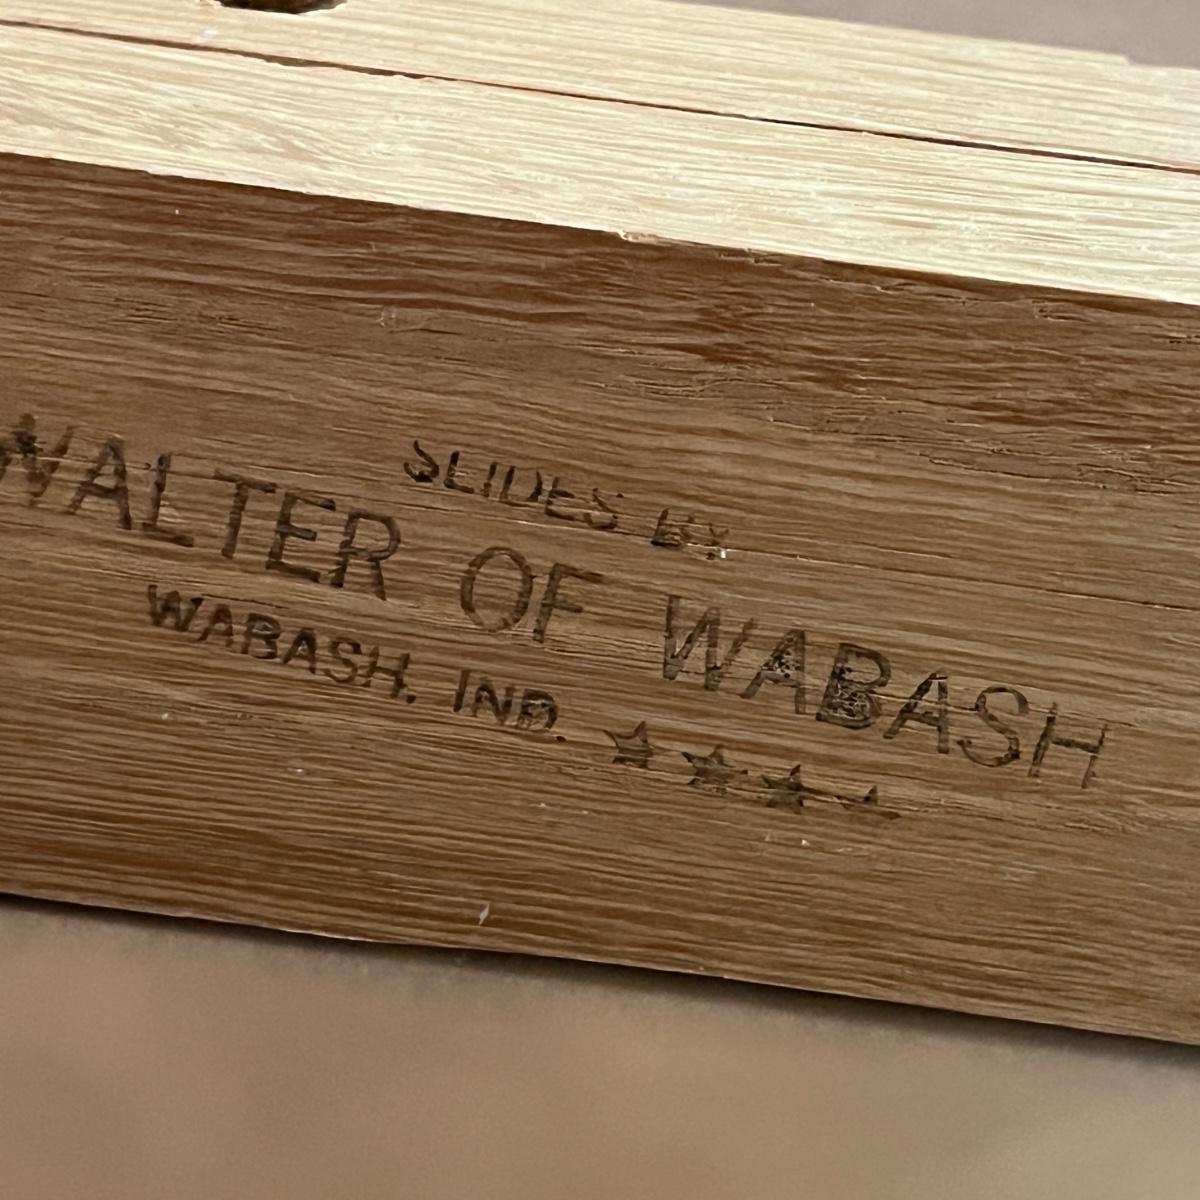 SLIDES BY
WALTER OF WABASH
WABASH, IND. ★★★★